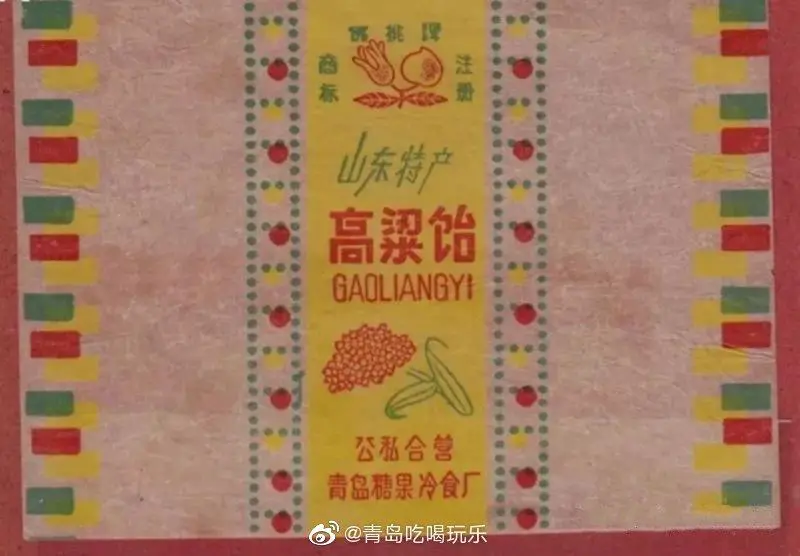 桃牌
商标
注册
山东特产
高粱饴
GAOLIANGYI
公私合营
青岛糖果冷食厂
@青岛吃喝玩乐